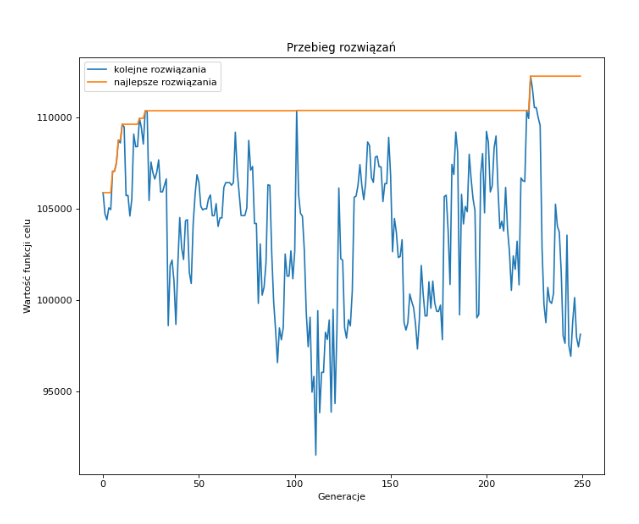 Przebieg rozwiązań
kolejne rozwiązania
najlepsze rozwiązania
110000
105000
100000
95000
Wartość funkcji celu
0 50 100 150 200 250
Generacje